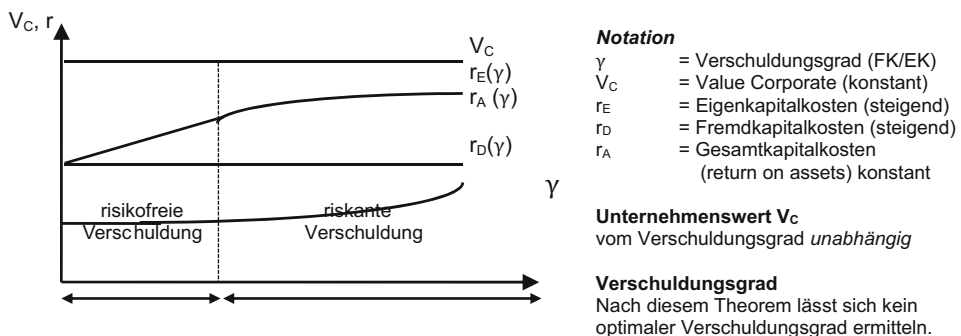 V_C, r
V_C
r_E(γ)
r_A (γ)
r_D(γ)
γ
risikofreie
Verschuldung
riskante
Verschuldung
Notation
γ = Verschuldungsgrad (FK/EK)
V_C = Value Corporate (konstant)
r_E = Eigenkapitalkosten (steigend)
r_D = Fremdkapitalkosten (steigend)
r_A = Gesamtkapitalkosten
(return on assets) konstant
Unternehmenswert V_C
vom Verschuldungsgrad unabhängig
Verschuldungsgrad
Nach diesem Theorem lässt sich kein
optimaler Verschuldungsgrad ermitteln.